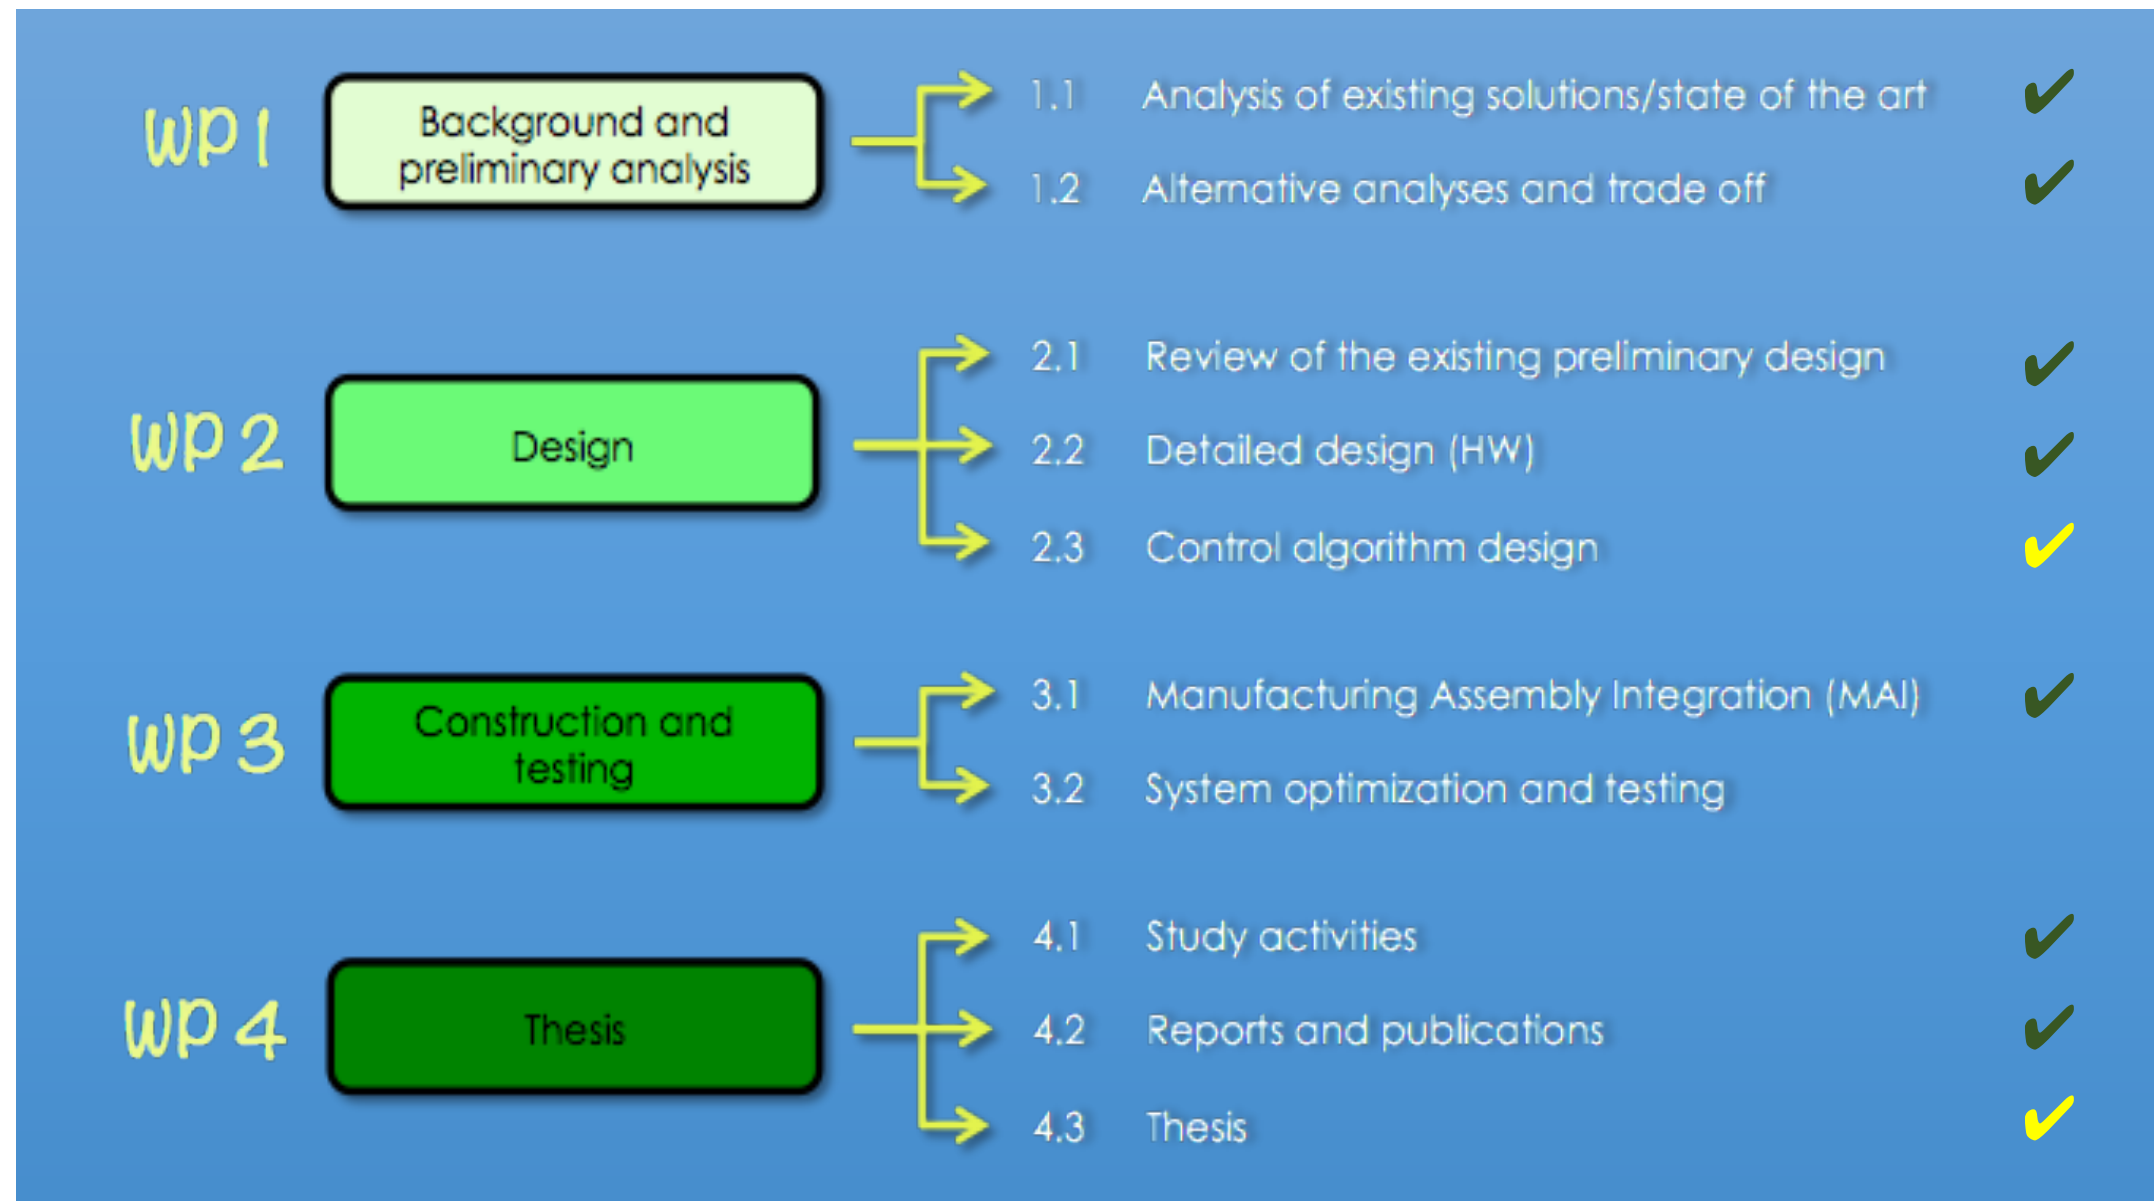 WP 1
Background and
preliminary analysis
1.1 Analysis of existing solutions/state of the art ✔
1.2 Alternative analyses and trade off ✔
WP 2
Design
2.1 Review of the existing preliminary design ✔
2.2 Detailed design (HW) ✔
2.3 Control algorithm design ✔
WP 3
Construction and
testing
3.1 Manufacturing Assembly Integration (MAI) ✔
3.2 System optimization and testing
WP 4
Thesis
4.1 Study activities ✔
4.2 Reports and publications ✔
4.3 Thesis ✔